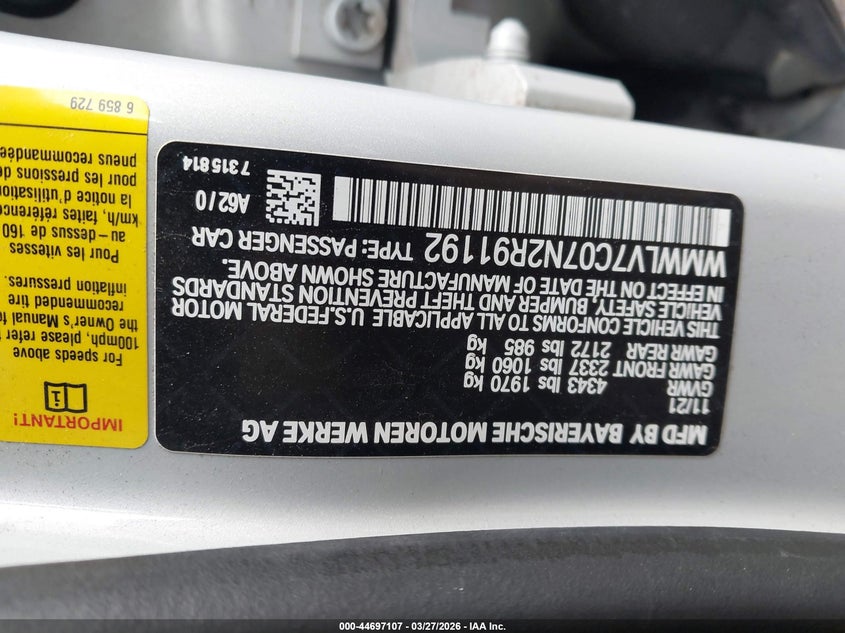 MFD BY BAYERISCHE MOTOREN WERKE AG
11/21
GVWR
4343 lbs 1970 kg
GAWR FRONT 2337 lbs 1060 kg
GAWR REAR 2172 lbs 985 kg
THIS VEHICLE CONFORMS TO ALL APPLICABLE U.S.FEDERAL MOTOR
VEHICLE SAFETY, BUMPER AND THEFT PREVENTION STANDARDS
IN EFFECT ON THE DATE OF MANUFACTURE SHOWN ABOVE.
WMWLV7C07N2R91192 TYPE: PASSENGER CAR
A62/0
7315814
IMPORTANT!
For speeds above
100mph, please refer
the Owner's Manual
recommended tire
inflation pressures.
Pour les vitesses
au-dessus de 160
km/h, faites
la notice
pour les pressions
pneus
6 859 729
000-44697107 - 03/27/2026 - IAA Inc.